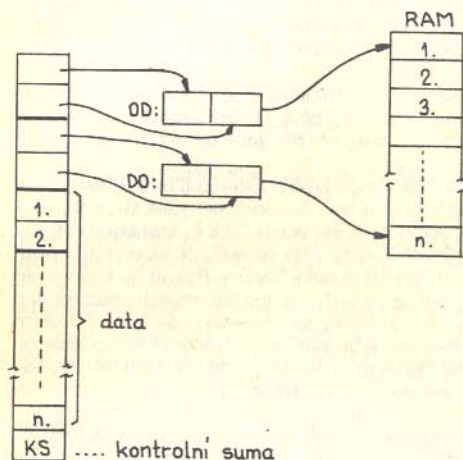 RAM
1.
2.
3.
n.
OD:
DO:
1.
2.
data
n.
KS .... kontrolní suma